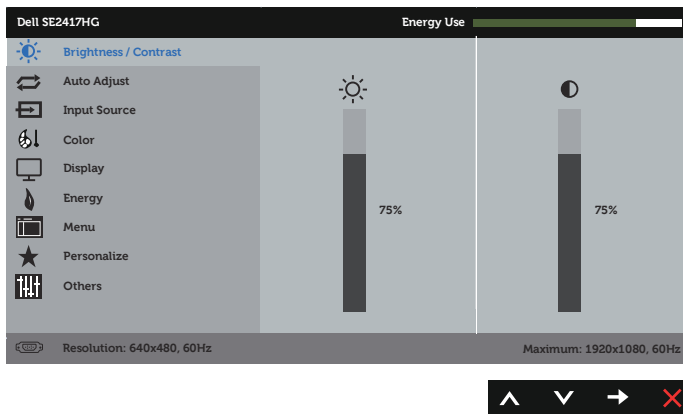 Dell SE2417HG Energy Use
Brightness / Contrast
Auto Adjust
Input Source
Color
Display
Energy
Menu
Personalize
Others
75% 75%
Resolution: 640x480, 60Hz Maximum: 1920x1080, 60Hz